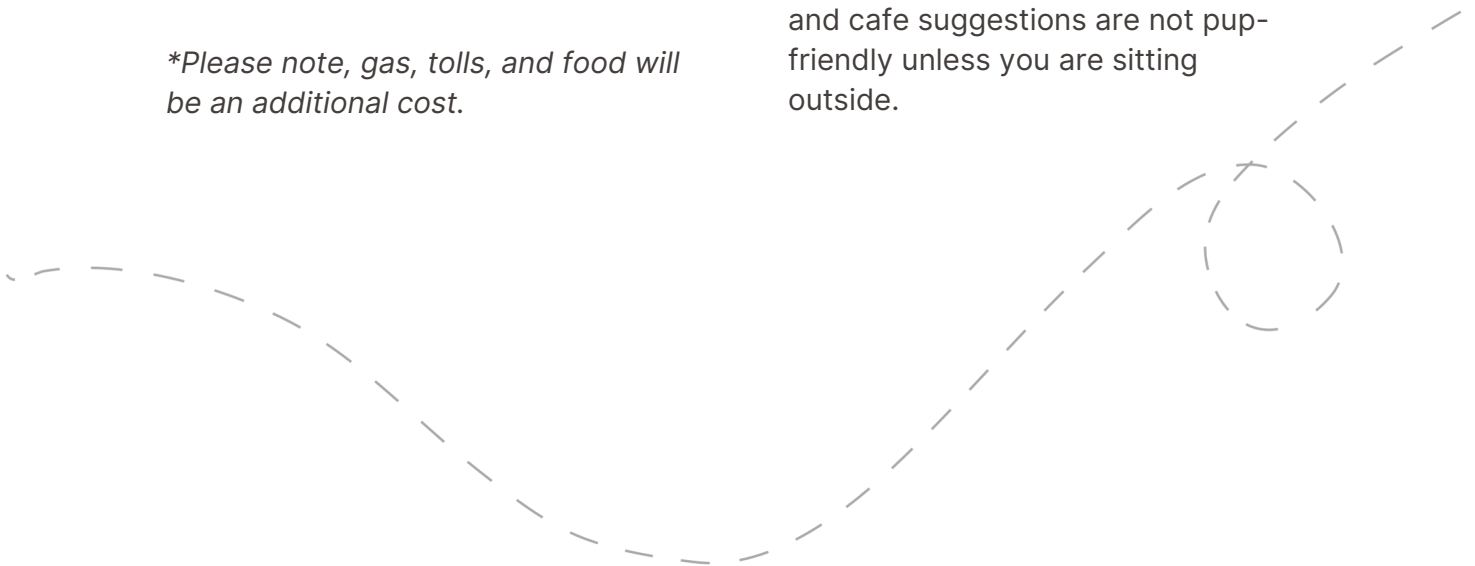 *Please note, gas, tolls, and food will
be an additional cost.
and cafe suggestions are not pup-
friendly unless you are sitting
outside.